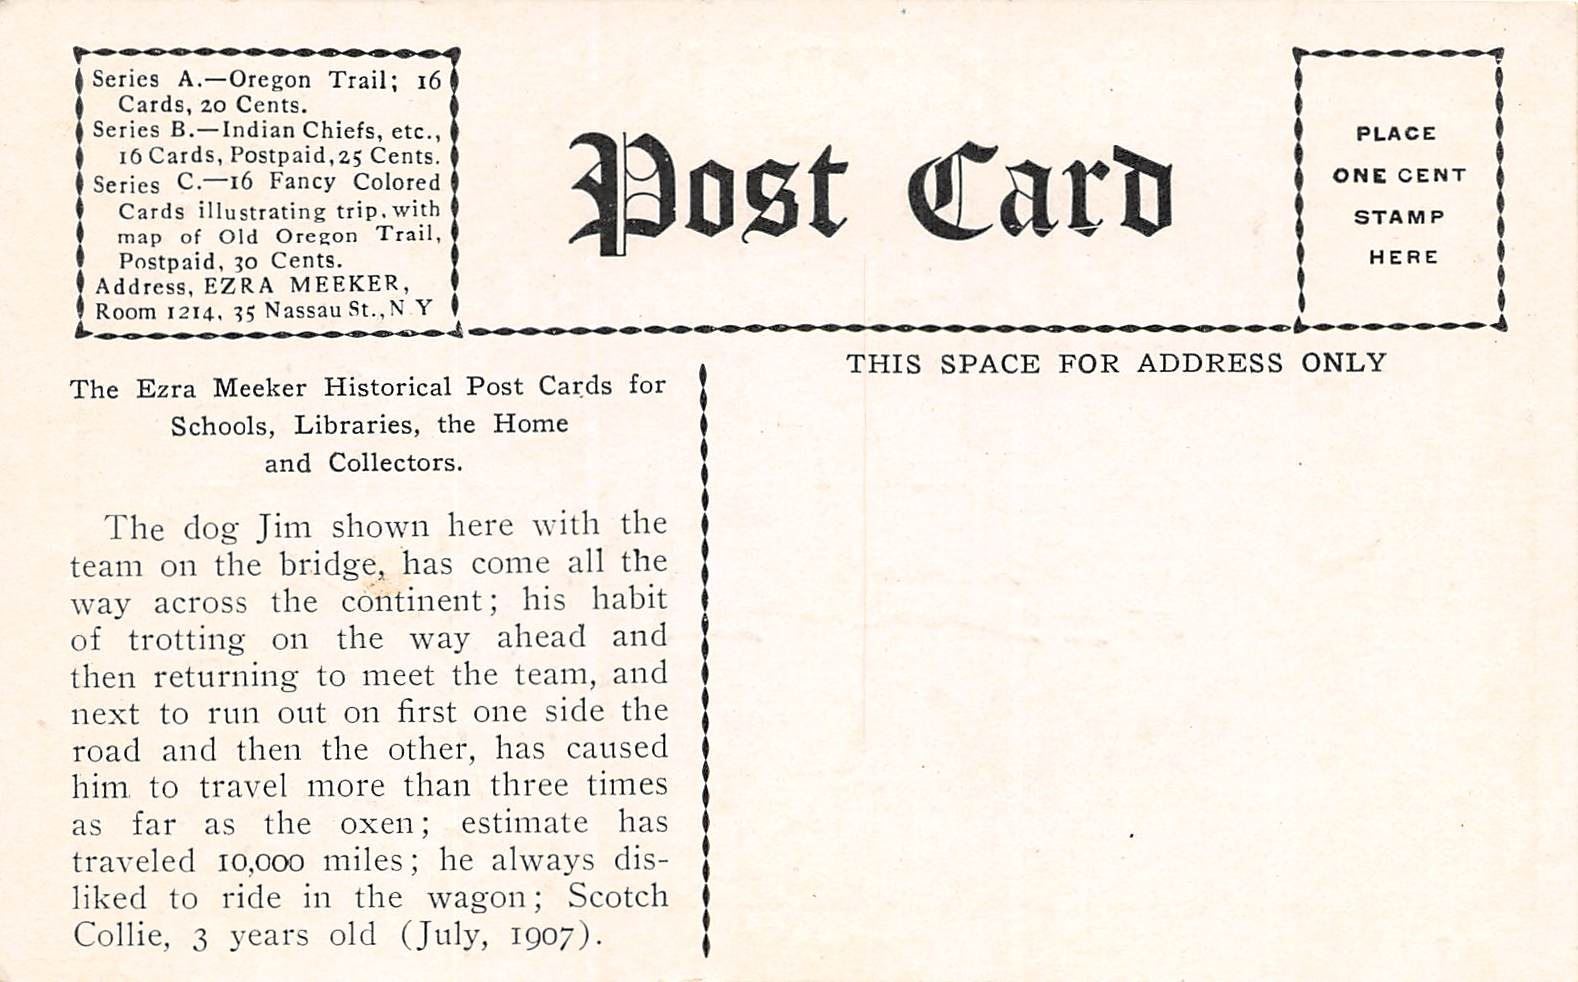 Series A.—Oregon Trail; 16
Cards, 20 Cents.
Series B.—Indian Chiefs, etc.,
16 Cards, Postpaid, 25 Cents.
Series C.—16 Fancy Colored
Cards illustrating trip, with
map of Old Oregon Trail,
Postpaid, 30 Cents.
Address, EZRA MEEKER,
Room 1214, 35 Nassau St., N Y
Post Card
PLACE
ONE CENT
STAMP
HERE
THIS SPACE FOR ADDRESS ONLY
The Ezra Meeker Historical Post Cards for
Schools, Libraries, the Home
and Collectors.
The dog Jim shown here with the
team on the bridge, has come all the
way across the continent; his habit
of trotting on the way ahead and
then returning to meet the team, and
next to run out on first one side the
road and then the other, has caused
him to travel more than three times
as far as the oxen; estimate has
traveled 10,000 miles; he always dis-
liked to ride in the wagon; Scotch
Collie, 3 years old (July, 1907).